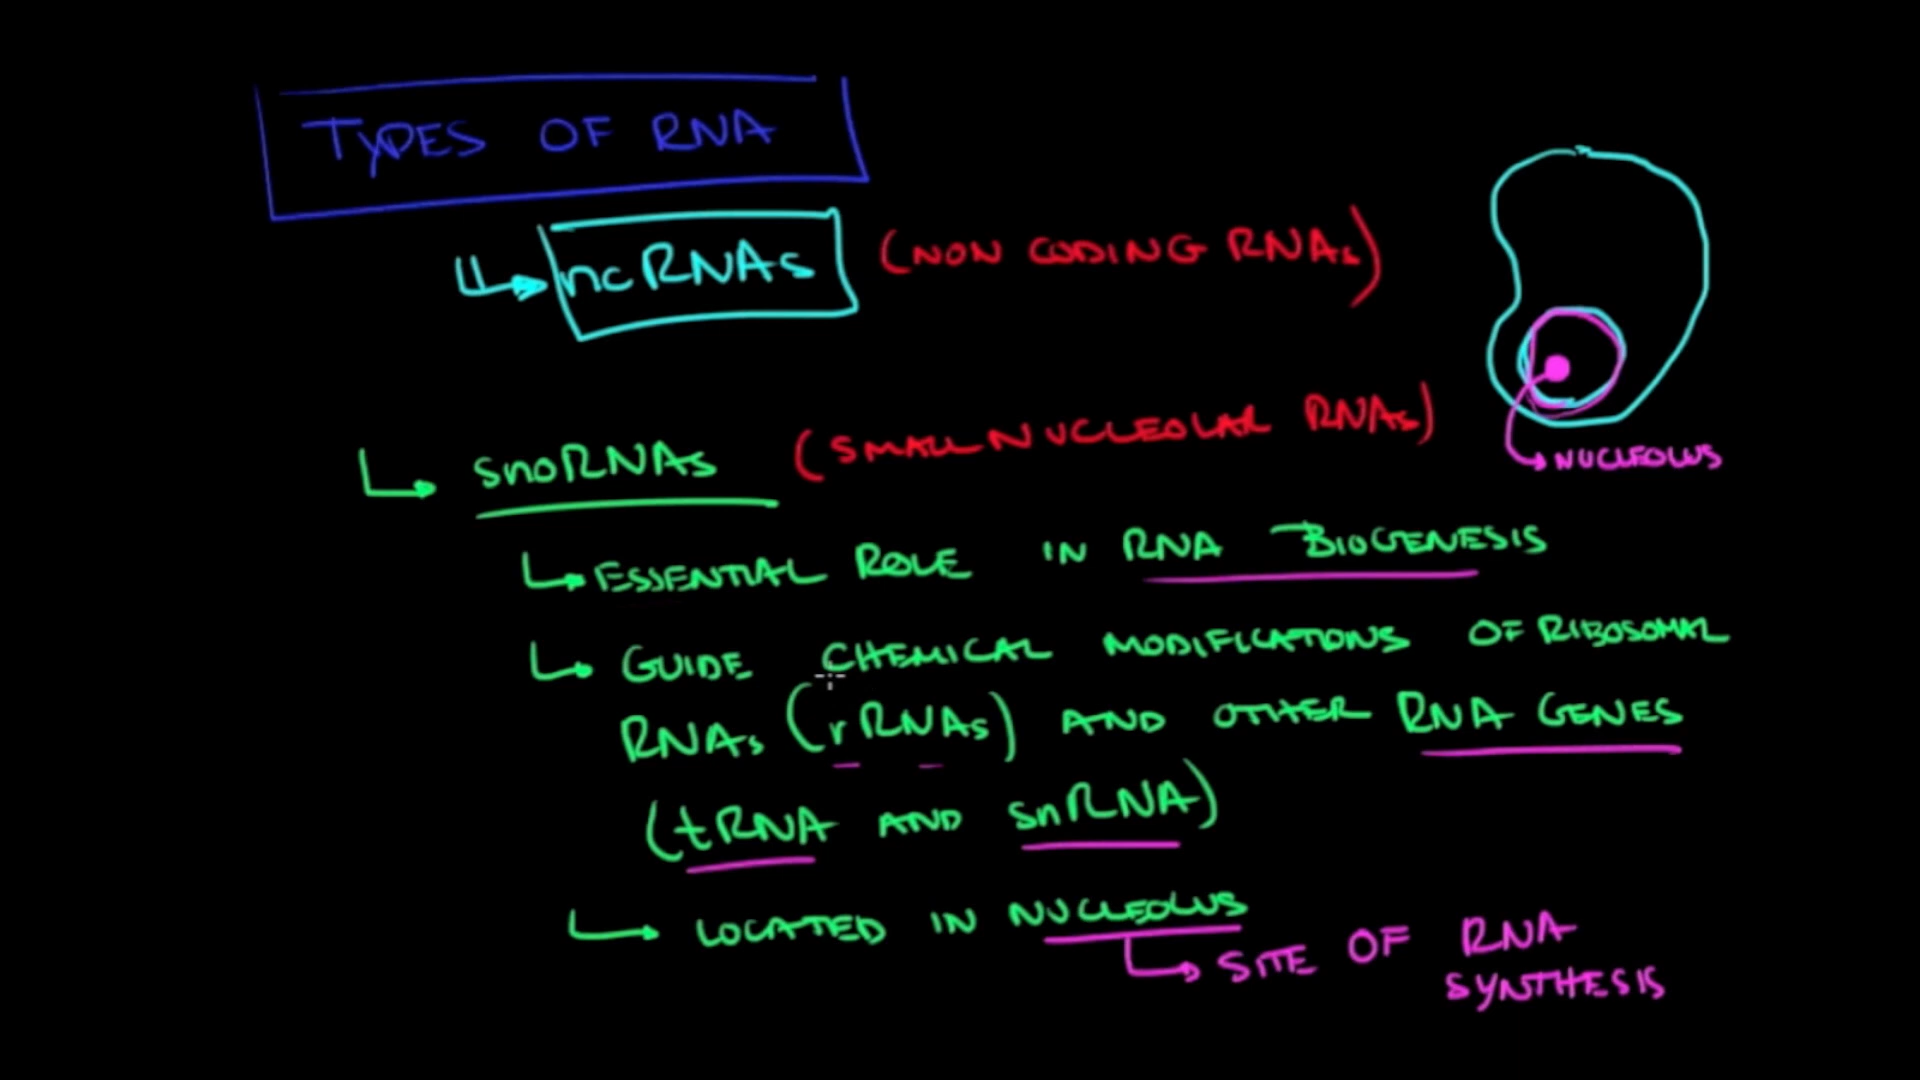 TYPES OF RNA
ncRNAs (NON CODING RNAs)
snoRNAs (SMALL NUCLEOLAR RNAs)
NUCLEOLUS
ESSENTIAL ROLE IN RNA BIOGENESIS
GUIDE CHEMICAL MODIFICATIONS OF RIBOSOMAL
RNAs (rRNAs) AND OTHER RNA GENES
(tRNA AND snRNA)
LOCATED IN NUCLEOLUS
SITE OF RNA
SYNTHESIS